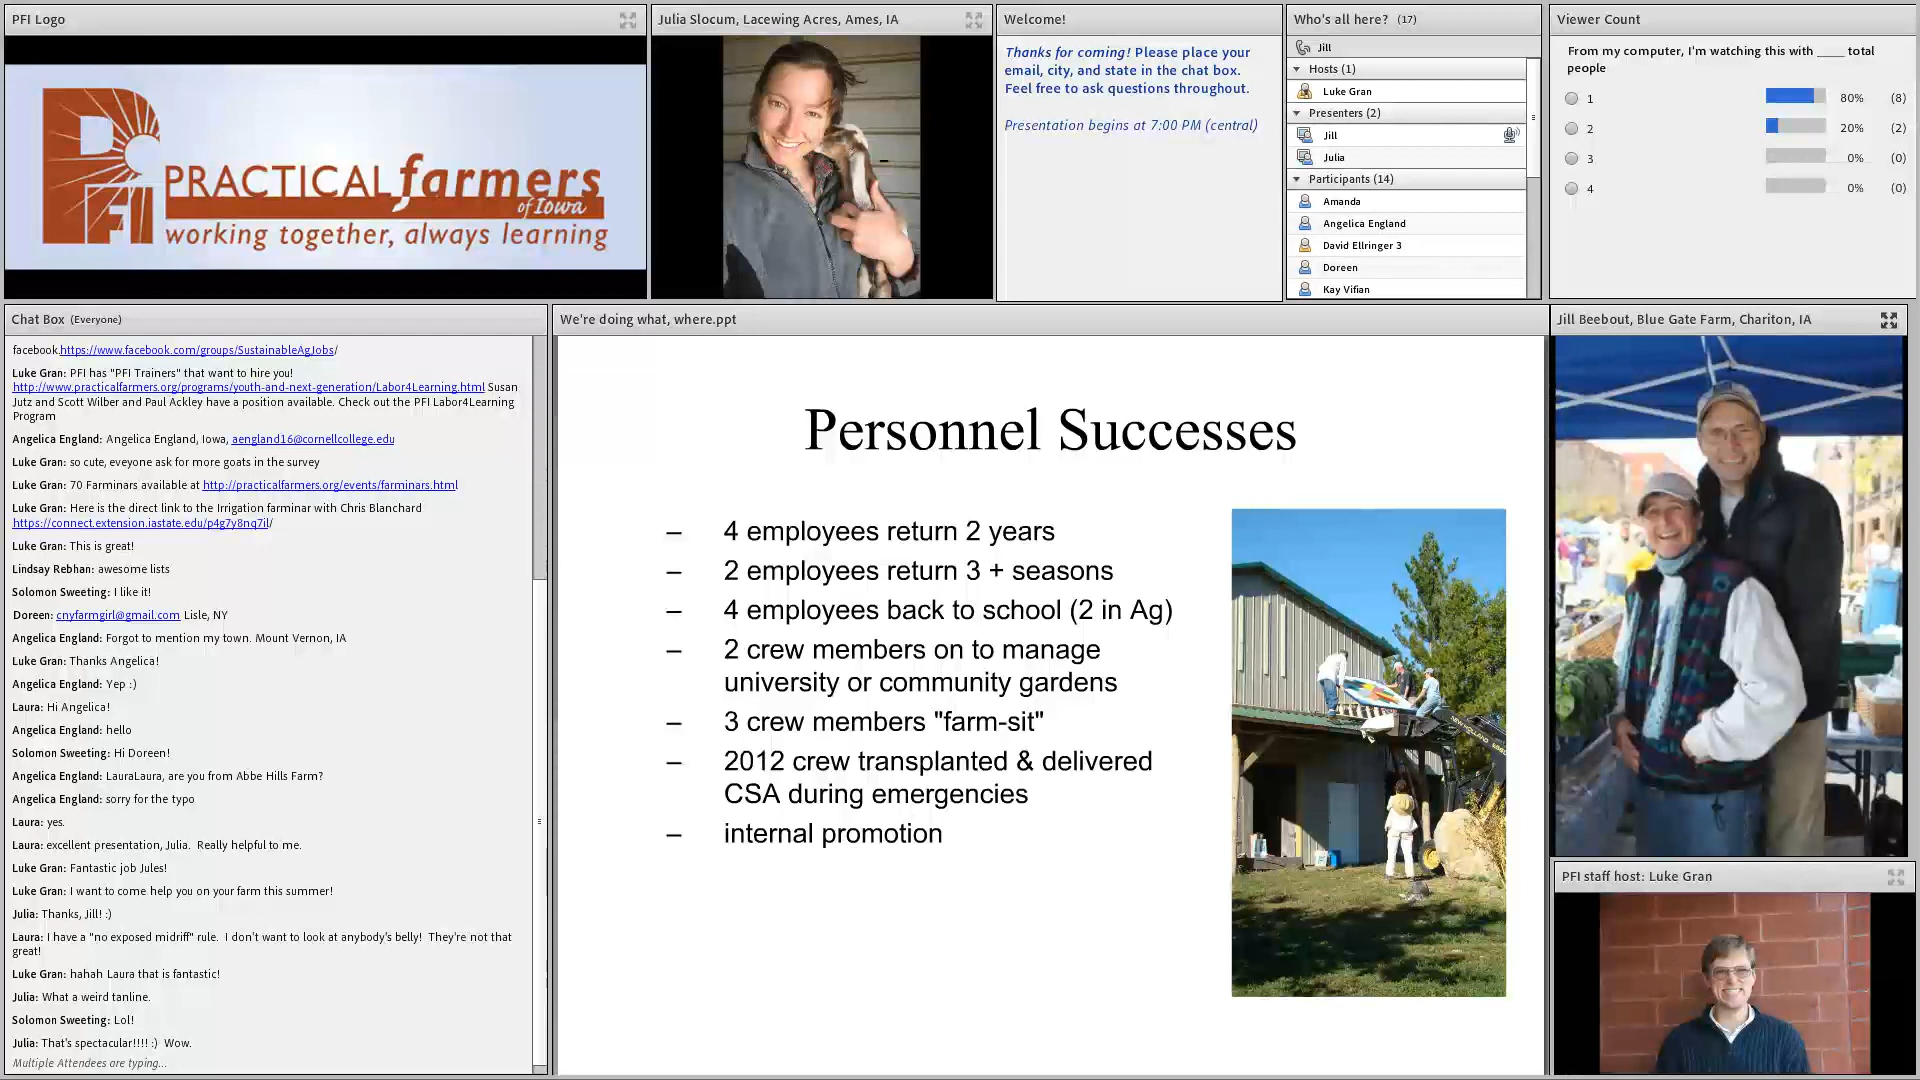 PFI Logo
PRACTICAL farmers
of Iowa
working together, always learning
Julia Slocum, Lacewing Acres, Ames, IA
Welcome!
Thanks for coming! Please place your
email, city, and state in the chat box.
Feel free to ask questions throughout.
Presentation begins at 7:00 PM (central)
Who's all here? (17)
Jill
Hosts (1)
Luke Gran
Presenters (2)
Jill
Julia
Participants (14)
Amanda
Angelica England
David Ellringer 3
Doreen
Kay Vifian
Viewer Count
From my computer, I'm watching this with ____ total
people
1 80% (8)
2 20% (2)
3 0% (0)
4 0% (0)
Chat Box (Everyone)
facebook.https://www.facebook.com/groups/SustainableAgJobs/
Luke Gran: PFI has "PFI Trainers" that want to hire you!
http://www.practicalfarmers.org/programs/youth-and-next-generation/Labor4Learning.html Susan
Jutz and Scott Wilber and Paul Ackley have a position available. Check out the PFI Labor4Learning
Program
Angelica England: Angelica England, Iowa, aengland16@cornellcollege.edu
Luke Gran: so cute, eveyone ask for more goats in the survey
Luke Gran: 70 Farminars available at http://practicalfarmers.org/events/farminars.html
Luke Gran: Here is the direct link to the Irrigation farminar with Chris Blanchard
https://connect.extension.iastate.edu/p4g7y8nq7il/
Luke Gran: This is great!
Lindsay Rebhan: awesome lists
Solomon Sweeting: I like it!
Doreen: cnyfarmgirl@gmail.com Lisle, NY
Angelica England: Forgot to mention my town. Mount Vernon, IA
Luke Gran: Thanks Angelica!
Angelica England: Yep :)
Laura: Hi Angelica!
Angelica England: hello
Solomon Sweeting: Hi Doreen!
Angelica England: LauraLaura, are you from Abbe Hills Farm?
Angelica England: sorry for the typo
Laura: yes.
Laura: excellent presentation, Julia. Really helpful to me.
Luke Gran: Fantastic job Jules!
Luke Gran: I want to come help you on your farm this summer!
Julia: Thanks, Jill! :)
Laura: I have a "no exposed midriff" rule. I don't want to look at anybody's belly! They're not that
great!
Luke Gran: hahah Laura that is fantastic!
Julia: What a weird tanline.
Solomon Sweeting: Lol!
Julia: That's spectacular!!!! :) Wow.
Multiple Attendees are typing...
We're doing what, where.ppt
Personnel Successes
– 4 employees return 2 years
– 2 employees return 3 + seasons
– 4 employees back to school (2 in Ag)
– 2 crew members on to manage
university or community gardens
– 3 crew members "farm-sit"
– 2012 crew transplanted & delivered
CSA during emergencies
– internal promotion
Jill Beebout, Blue Gate Farm, Chariton, IA
PFI staff host: Luke Gran